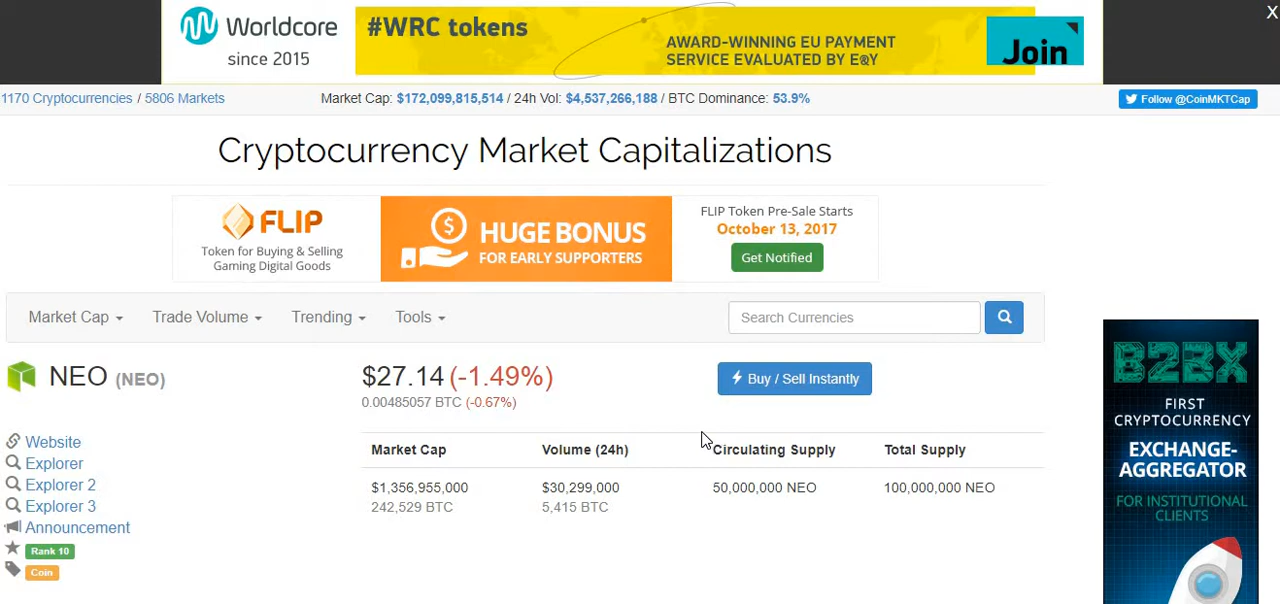 Worldcore
since 2015
#WRC tokens
AWARD-WINNING EU PAYMENT
SERVICE EVALUATED BY E&Y
Join
X
1170 Cryptocurrencies / 5806 Markets
Market Cap: $172,099,815,514 / 24h Vol: $4,537,266,188 / BTC Dominance: 53.9%
Follow @CoinMKTCap
Cryptocurrency Market Capitalizations
FLIP
Token for Buying & Selling
Gaming Digital Goods
$ HUGE BONUS
FOR EARLY SUPPORTERS
FLIP Token Pre-Sale Starts
October 13, 2017
Get Notified
Market Cap Trade Volume Trending Tools
Search Currencies
NEO (NEO)
$27.14 (-1.49%)
0.00485057 BTC (-0.67%)
Buy / Sell Instantly
Website
Explorer
Explorer 2
Explorer 3
Announcement
Rank 10
Coin
Market Cap Volume (24h) Circulating Supply Total Supply
$1,356,955,000 $30,299,000 50,000,000 NEO 100,000,000 NEO
242,529 BTC 5,415 BTC
B2BX
FIRST
CRYPTOCURRENCY
EXCHANGE-
AGGREGATOR
FOR INSTITUTIONAL
CLIENTS